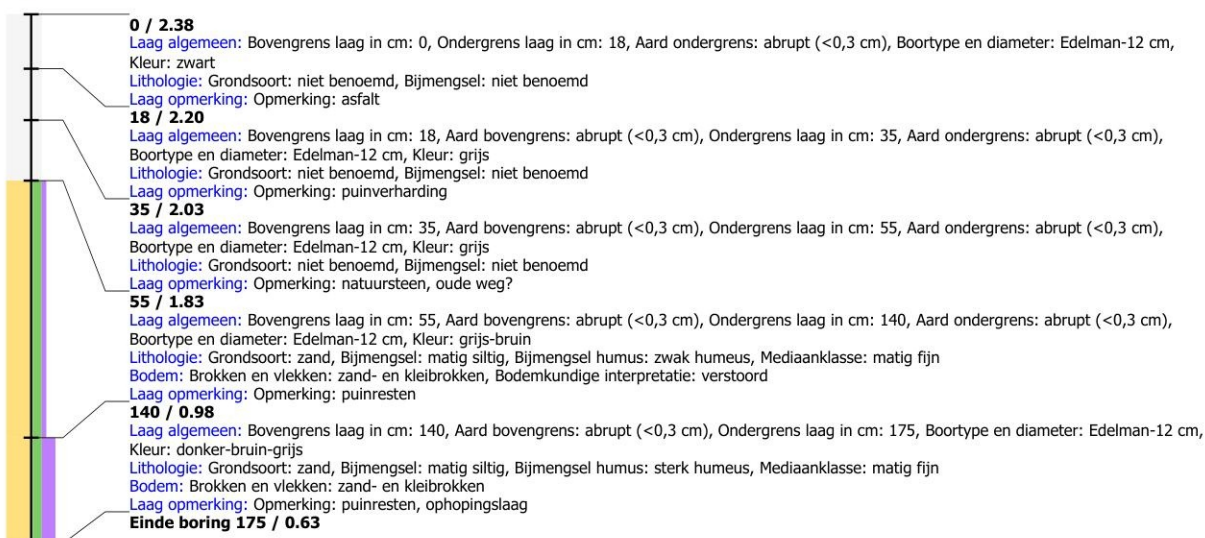 0 / 2.38
Laag algemeen: Bovengrens laag in cm: 0, Ondergrens laag in cm: 18, Aard ondergrens: abrupt (<0,3 cm), Boortype en diameter: Edelman-12 cm,
Kleur: zwart
Lithologie: Grondsoort: niet benoemd, Bijmengsel: niet benoemd
Laag opmerking: Opmerking: asfalt
18 / 2.20
Laag algemeen: Bovengrens laag in cm: 18, Aard bovengrens: abrupt (<0,3 cm), Ondergrens laag in cm: 35, Aard ondergrens: abrupt (<0,3 cm),
Boortype en diameter: Edelman-12 cm, Kleur: grijs
Lithologie: Grondsoort: niet benoemd, Bijmengsel: niet benoemd
Laag opmerking: Opmerking: puinverharding
35 / 2.03
Laag algemeen: Bovengrens laag in cm: 35, Aard bovengrens: abrupt (<0,3 cm), Ondergrens laag in cm: 55, Aard ondergrens: abrupt (<0,3 cm),
Boortype en diameter: Edelman-12 cm, Kleur: grijs
Lithologie: Grondsoort: niet benoemd, Bijmengsel: niet benoemd
Laag opmerking: Opmerking: natuursteen, oude weg?
55 / 1.83
Laag algemeen: Bovengrens laag in cm: 55, Aard bovengrens: abrupt (<0,3 cm), Ondergrens laag in cm: 140, Aard ondergrens: abrupt (<0,3 cm),
Boortype en diameter: Edelman-12 cm, Kleur: grijs-bruin
Lithologie: Grondsoort: zand, Bijmengsel: matig siltig, Bijmengsel humus: zwak humeus, Mediaanklasse: matig fijn
Bodem: Brokken en vlekken: zand- en kleibrokken, Bodemkundige interpretatie: verstoord
Laag opmerking: Opmerking: puinresten
140 / 0.98
Laag algemeen: Bovengrens laag in cm: 140, Aard bovengrens: abrupt (<0,3 cm), Ondergrens laag in cm: 175, Boortype en diameter: Edelman-12 cm,
Kleur: donker-bruin-grijs
Lithologie: Grondsoort: zand, Bijmengsel: matig siltig, Bijmengsel humus: sterk humeus, Mediaanklasse: matig fijn
Bodem: Brokken en vlekken: zand- en kleibrokken
Laag opmerking: Opmerking: puinresten, ophopingslaag
Einde boring 175 / 0.63